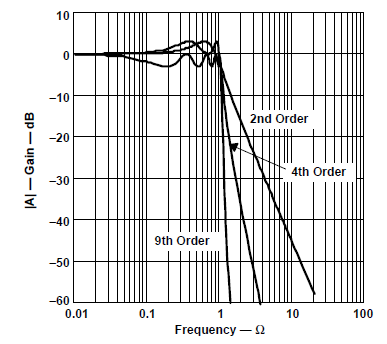 10
0
–10
–20
–30
–40
–50
–60
|A| — Gain — dB
2nd Order
4th Order
9th Order
0.01
0.1
1
10
100
Frequency — Ω